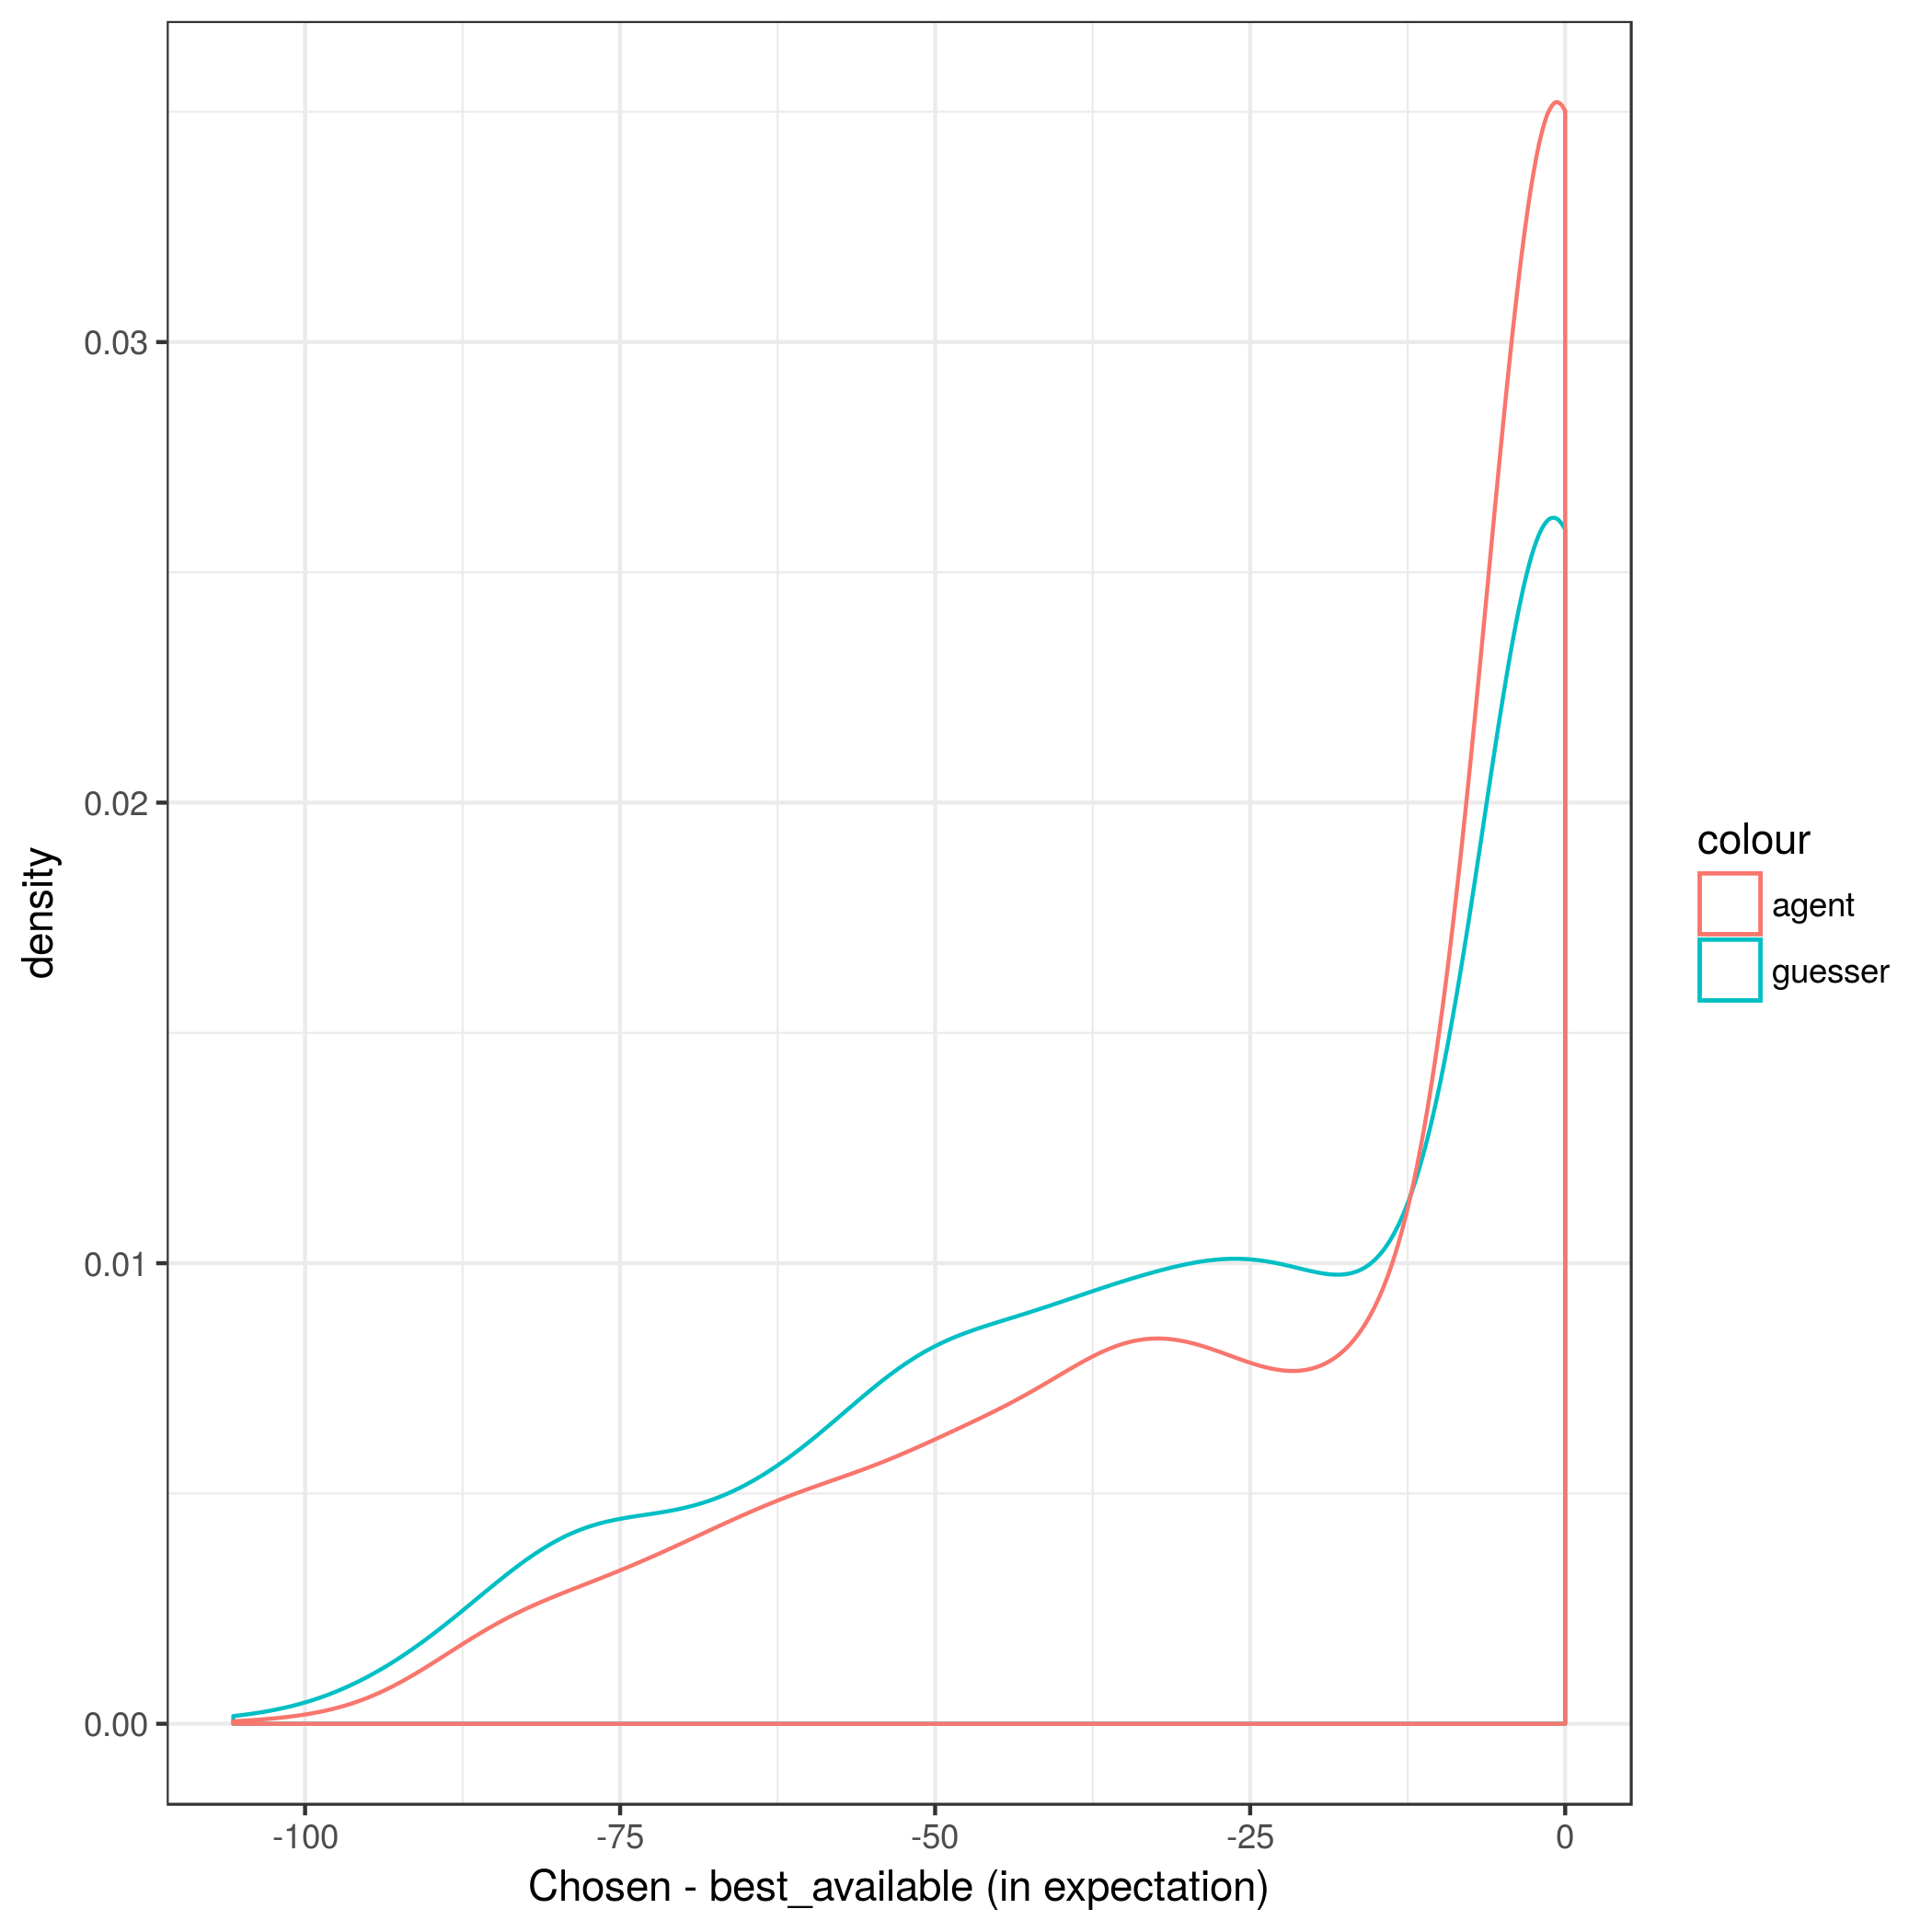 density
0.03
0.02
0.01
0.00
-100
-75
-50
-25
0
Chosen - best_available (in expectation)
colour
agent
guesser